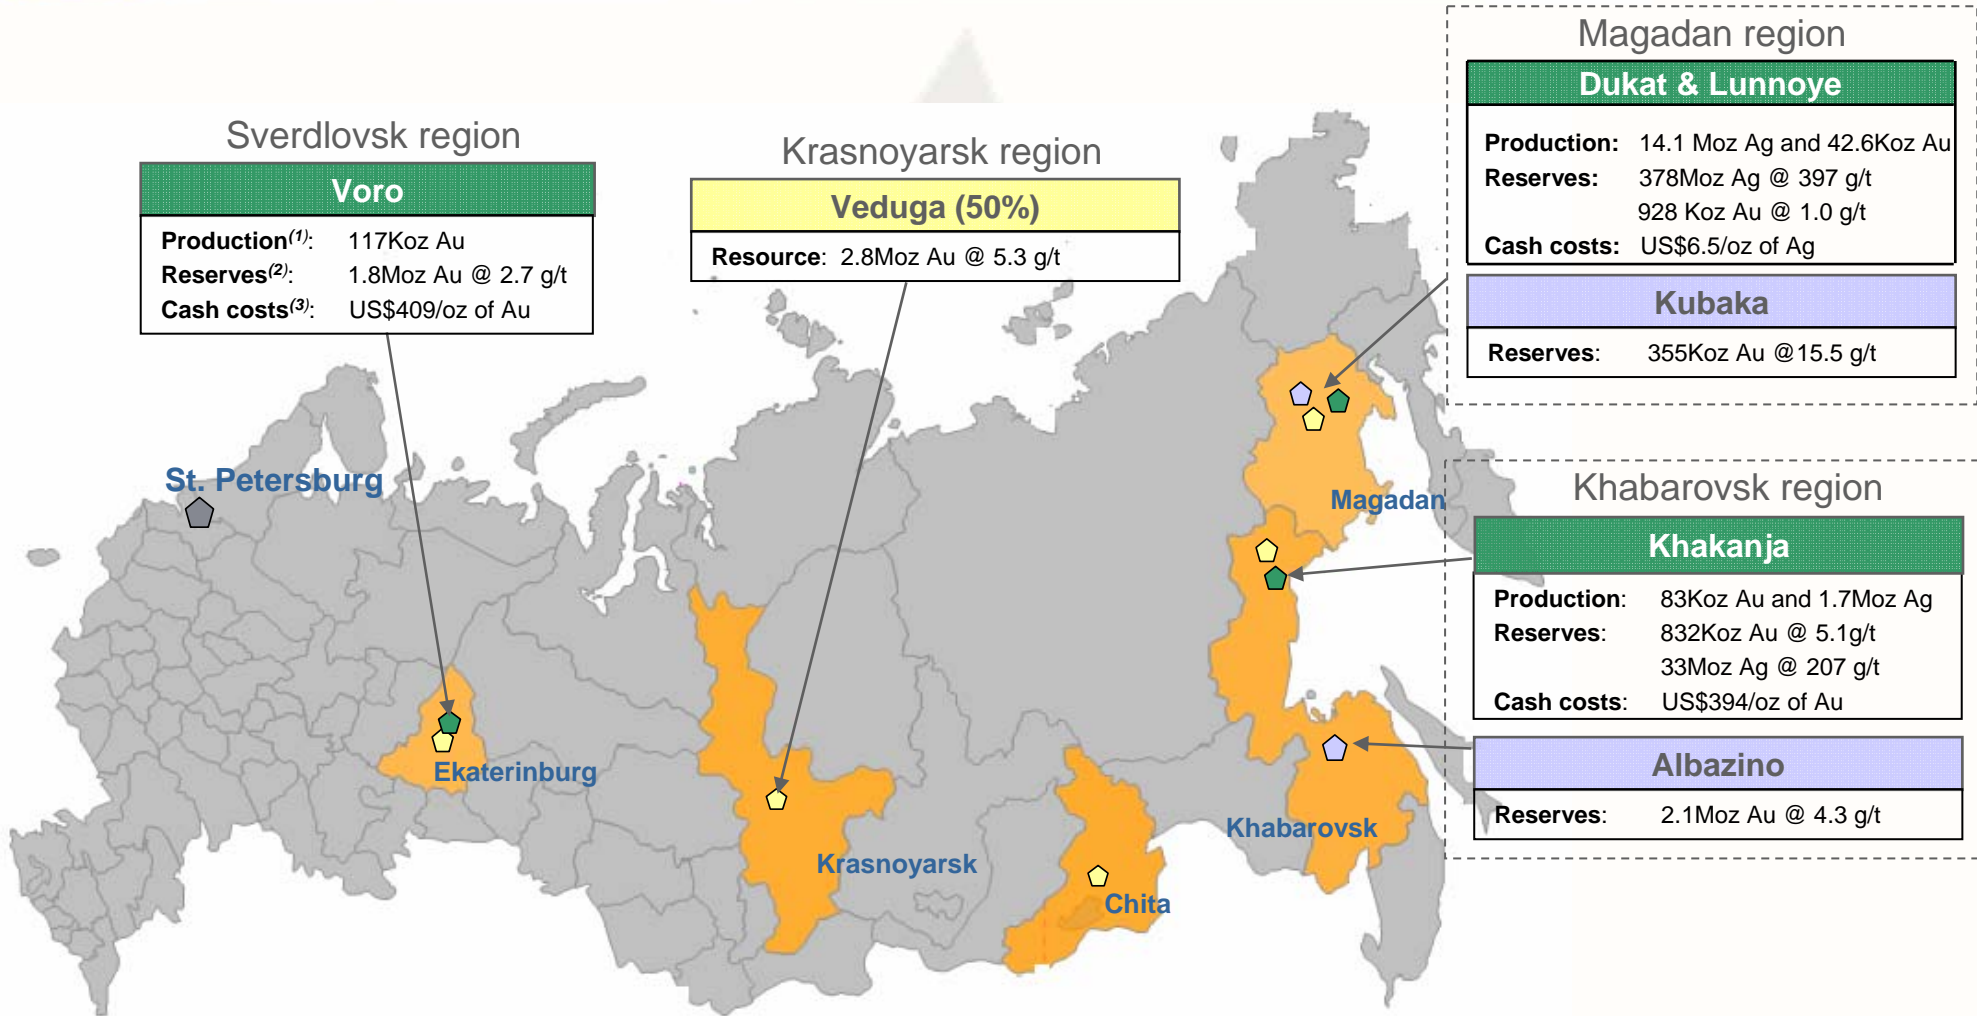 Sverdlovsk region
Voro
Production(1): 117Koz Au
Reserves(2): 1.8Moz Au @ 2.7 g/t
Cash costs(3): US$409/oz of Au
Krasnoyarsk region
Veduga (50%)
Resource: 2.8Moz Au @ 5.3 g/t
Magadan region
Dukat & Lunnoye
Production: 14.1 Moz Ag and 42.6Koz Au
Reserves: 378Moz Ag @ 397 g/t
928 Koz Au @ 1.0 g/t
Cash costs: US$6.5/oz of Ag
Kubaka
Reserves: 355Koz Au @15.5 g/t
Khabarovsk region
Khakanja
Production: 83Koz Au and 1.7Moz Ag
Reserves: 832Koz Au @ 5.1g/t
33Moz Ag @ 207 g/t
Cash costs: US$394/oz of Au
Albazino
Reserves: 2.1Moz Au @ 4.3 g/t
St. Petersburg
Magadan
Ekaterinburg
Khabarovsk
Krasnoyarsk
Chita